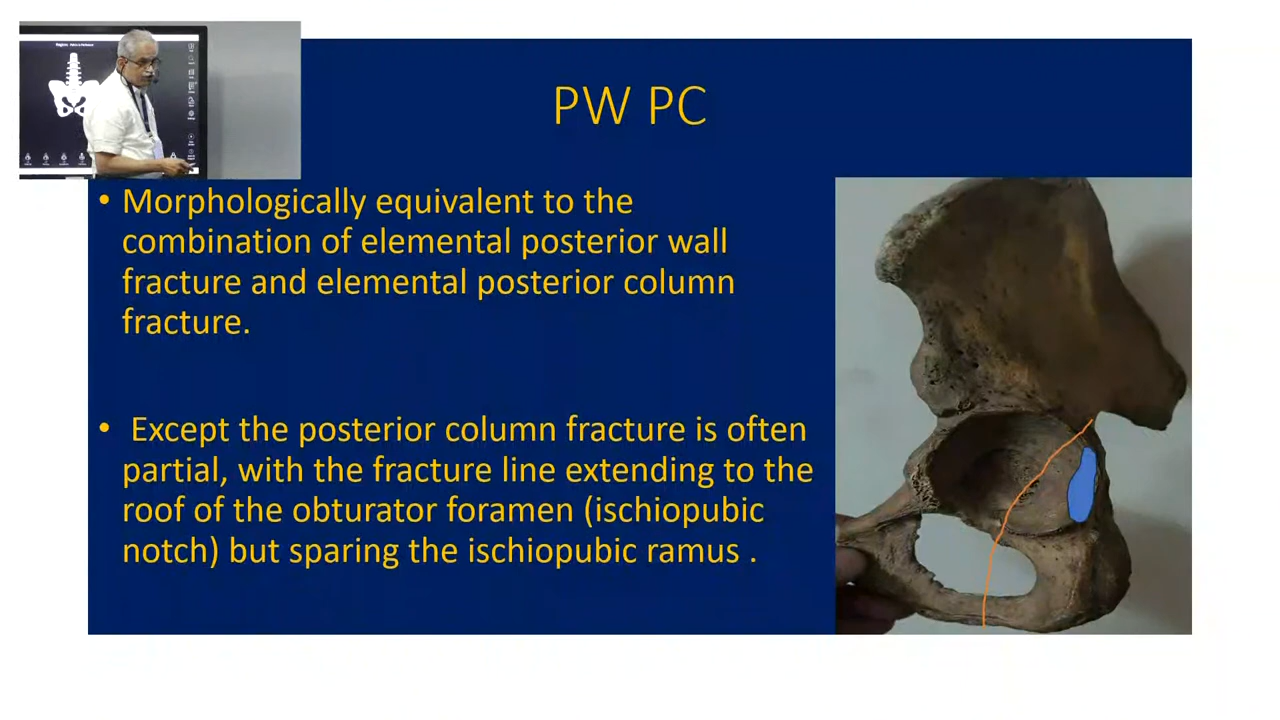 PW PC
• Morphologically equivalent to the
combination of elemental posterior wall
fracture and elemental posterior column
fracture.
• Except the posterior column fracture is often
partial, with the fracture line extending to the
roof of the obturator foramen (ischiopubic
notch) but sparing the ischiopubic ramus .